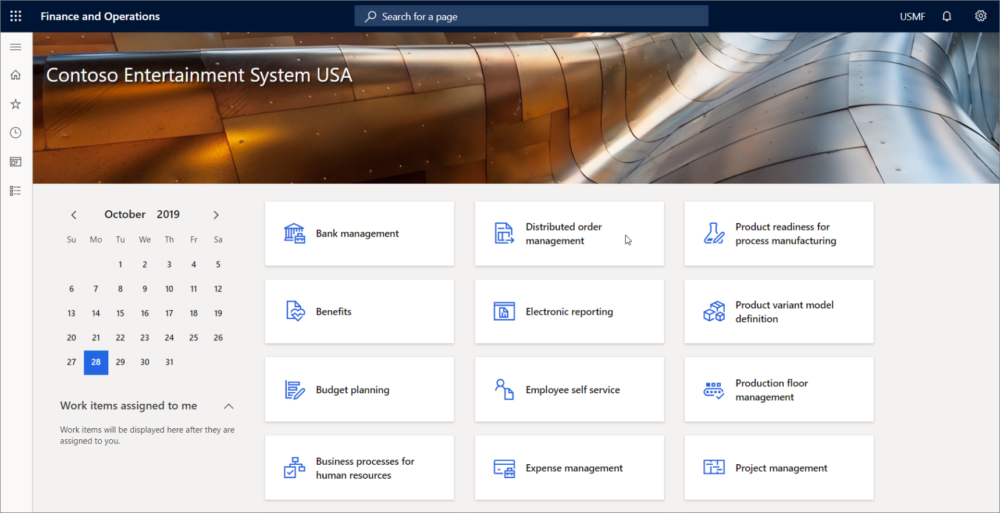 Finance and Operations
Search for a page
USMF
Contoso Entertainment System USA
October 2019
Su Mo Tu We Th Fr Sa
1 2 3 4 5
6 7 8 9 10 11 12
13 14 15 16 17 18 19
20 21 22 23 24 25 26
27 28 29 30 31
Work items assigned to me
Work items will be displayed here after they are
assigned to you.
Bank management
Distributed order
management
Product readiness for
process manufacturing
Benefits
Electronic reporting
Product variant model
definition
Budget planning
Employee self service
Production floor
management
Business processes for
human resources
Expense management
Project management